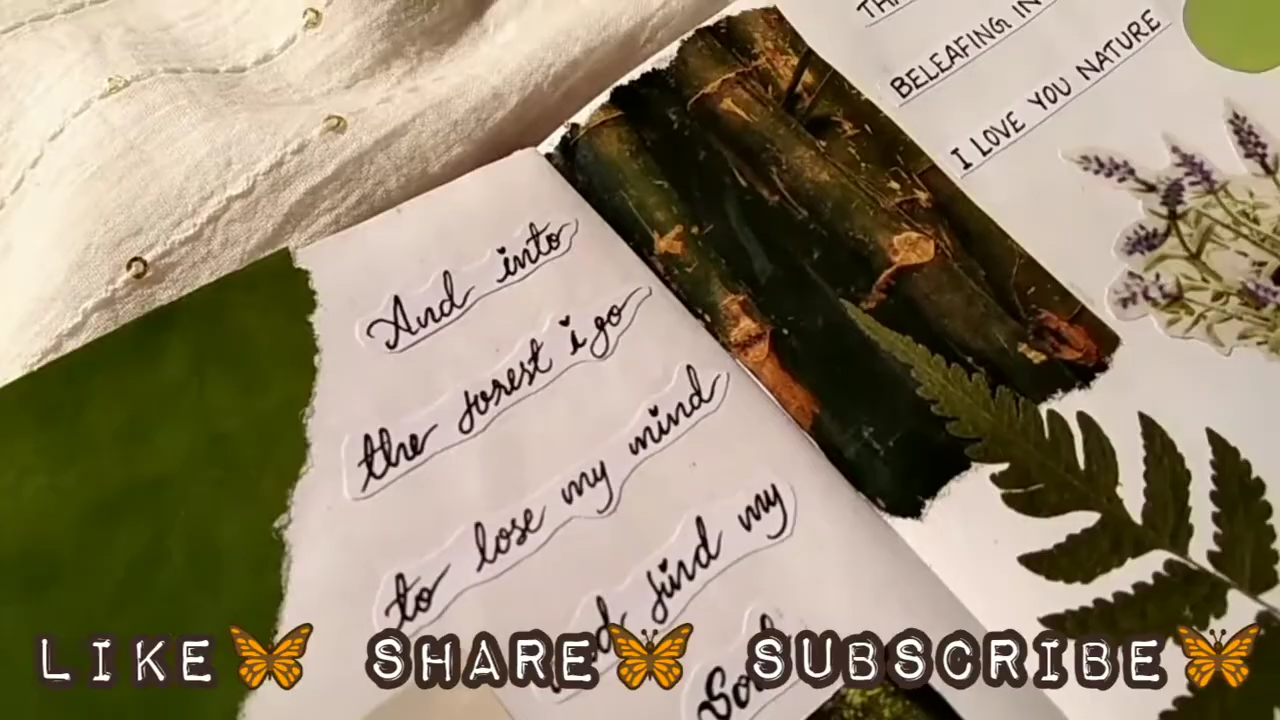 And into
the forest i go
to lose my mind
find my
BELEAFING IN
I LOVE YOU NATURE
LIKE🦋 SHARE🦋 SUBSCRIBE🦋